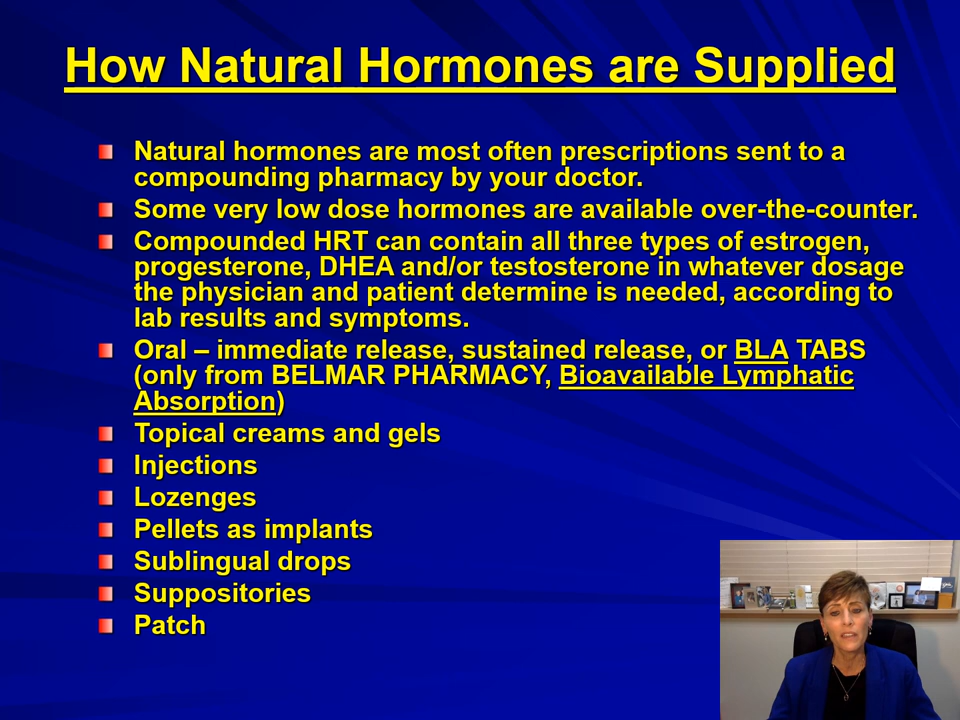 How Natural Hormones are Supplied
Natural hormones are most often prescriptions sent to a
compounding pharmacy by your doctor.
Some very low dose hormones are available over-the-counter.
Compounded HRT can contain all three types of estrogen,
progesterone, DHEA and/or testosterone in whatever dosage
the physician and patient determine is needed, according to
lab results and symptoms.
Oral – immediate release, sustained release, or BLA TABS
(only from BELMAR PHARMACY, Bioavailable Lymphatic
Absorption)
Topical creams and gels
Injections
Lozenges
Pellets as implants
Sublingual drops
Suppositories
Patch